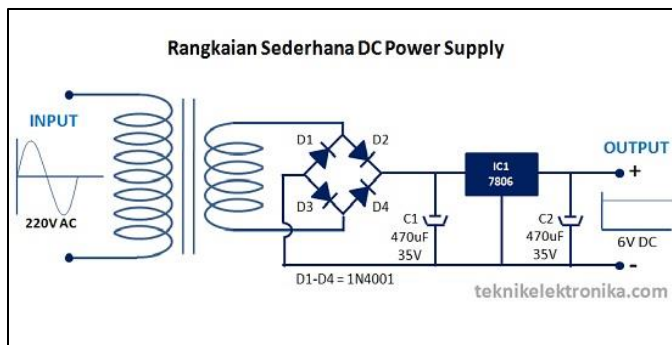 Rangkaian Sederhana DC Power Supply
INPUT
220V AC
D1
D2
D3
D4
D1-D4 = 1N4001
C1
470uF
35V
IC1
7806
C2
470uF
35V
OUTPUT
+
6V DC
-
teknikelektronika.com